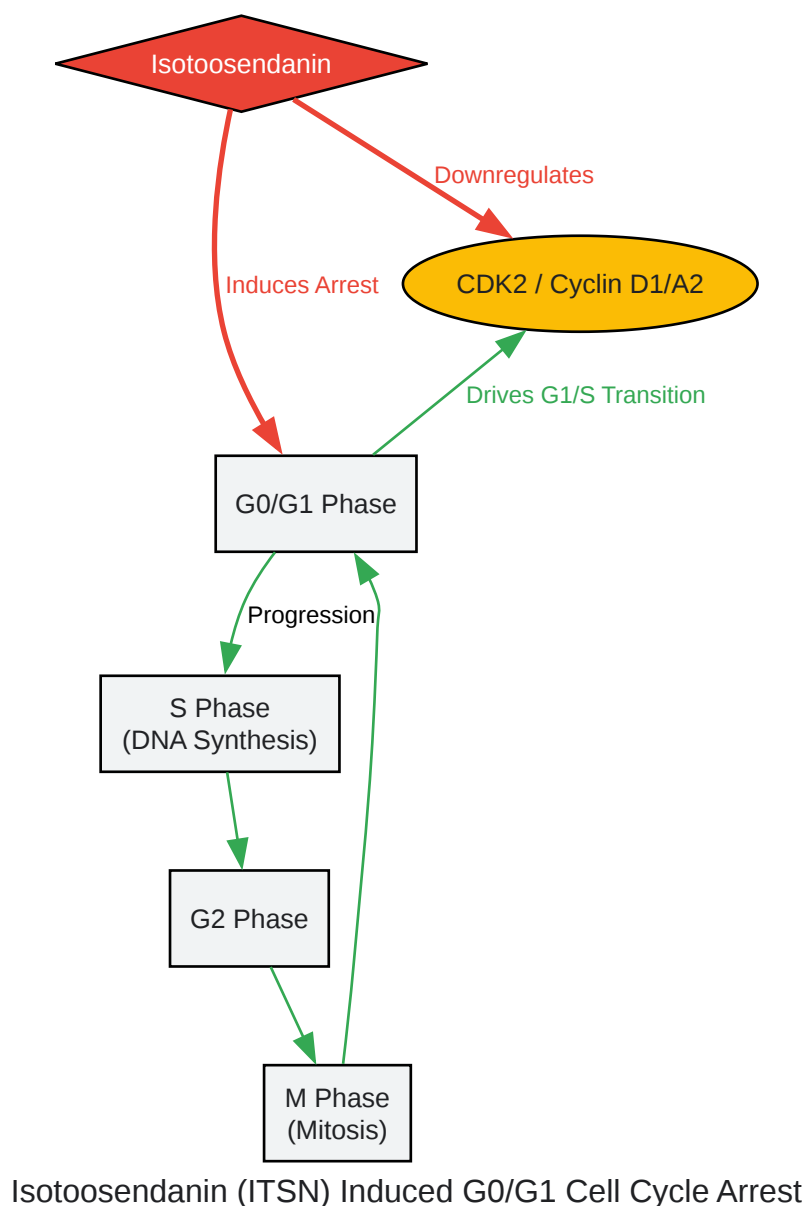 Isotoosendanin
Downregulates
Induces Arrest
CDK2 / Cyclin D1/A2
Drives G1/S Transition
G0/G1 Phase
Progression
S Phase
(DNA Synthesis)
G2 Phase
M Phase
(Mitosis)
Isotoosendanin (ITSN) Induced G0/G1 Cell Cycle Arrest